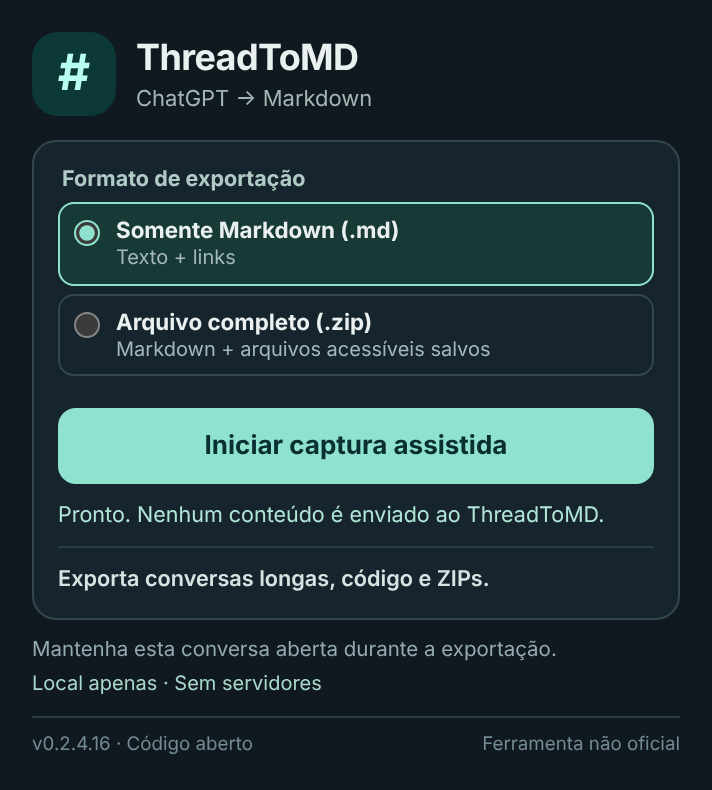 #
ThreadToMD
ChatGPT → Markdown
Formato de exportação
Somente Markdown (.md)
Texto + links
Arquivo completo (.zip)
Markdown + arquivos acessíveis salvos
Iniciar captura assistida
Pronto. Nenhum conteúdo é enviado ao ThreadToMD.
Exporta conversas longas, código e ZIPs.
Mantenha esta conversa aberta durante a exportação.
Local apenas · Sem servidores
v0.2.4.16 · Código aberto
Ferramenta não oficial